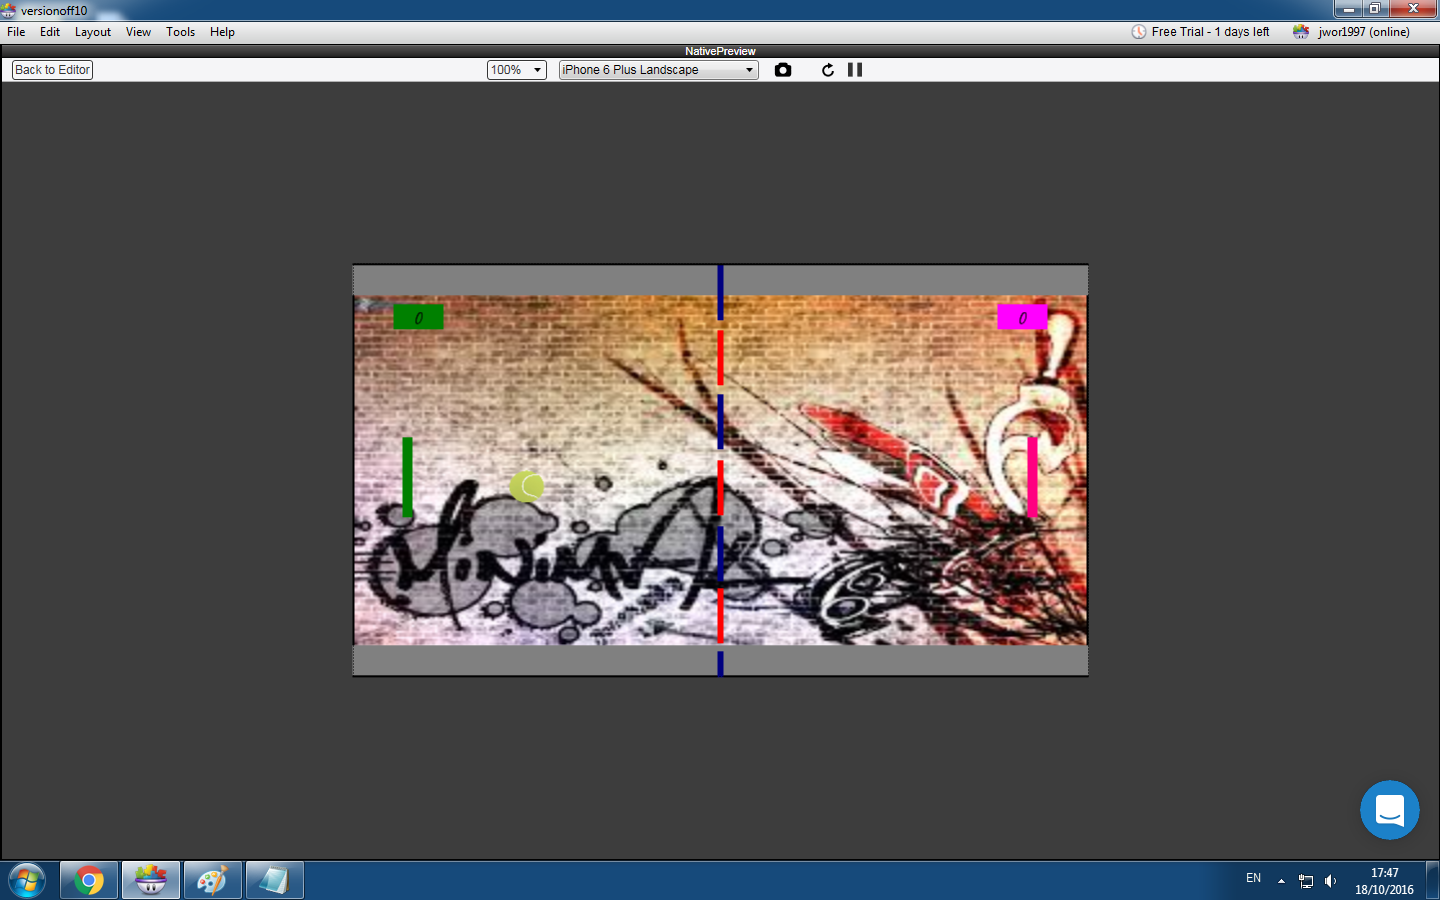 versionoff10
File Edit Layout View Tools Help
Free Trial - 1 days left
jwor1997 (online)
NativePreview
Back to Editor
100%
iPhone 6 Plus Landscape
0
0
EN
17:47
18/10/2016